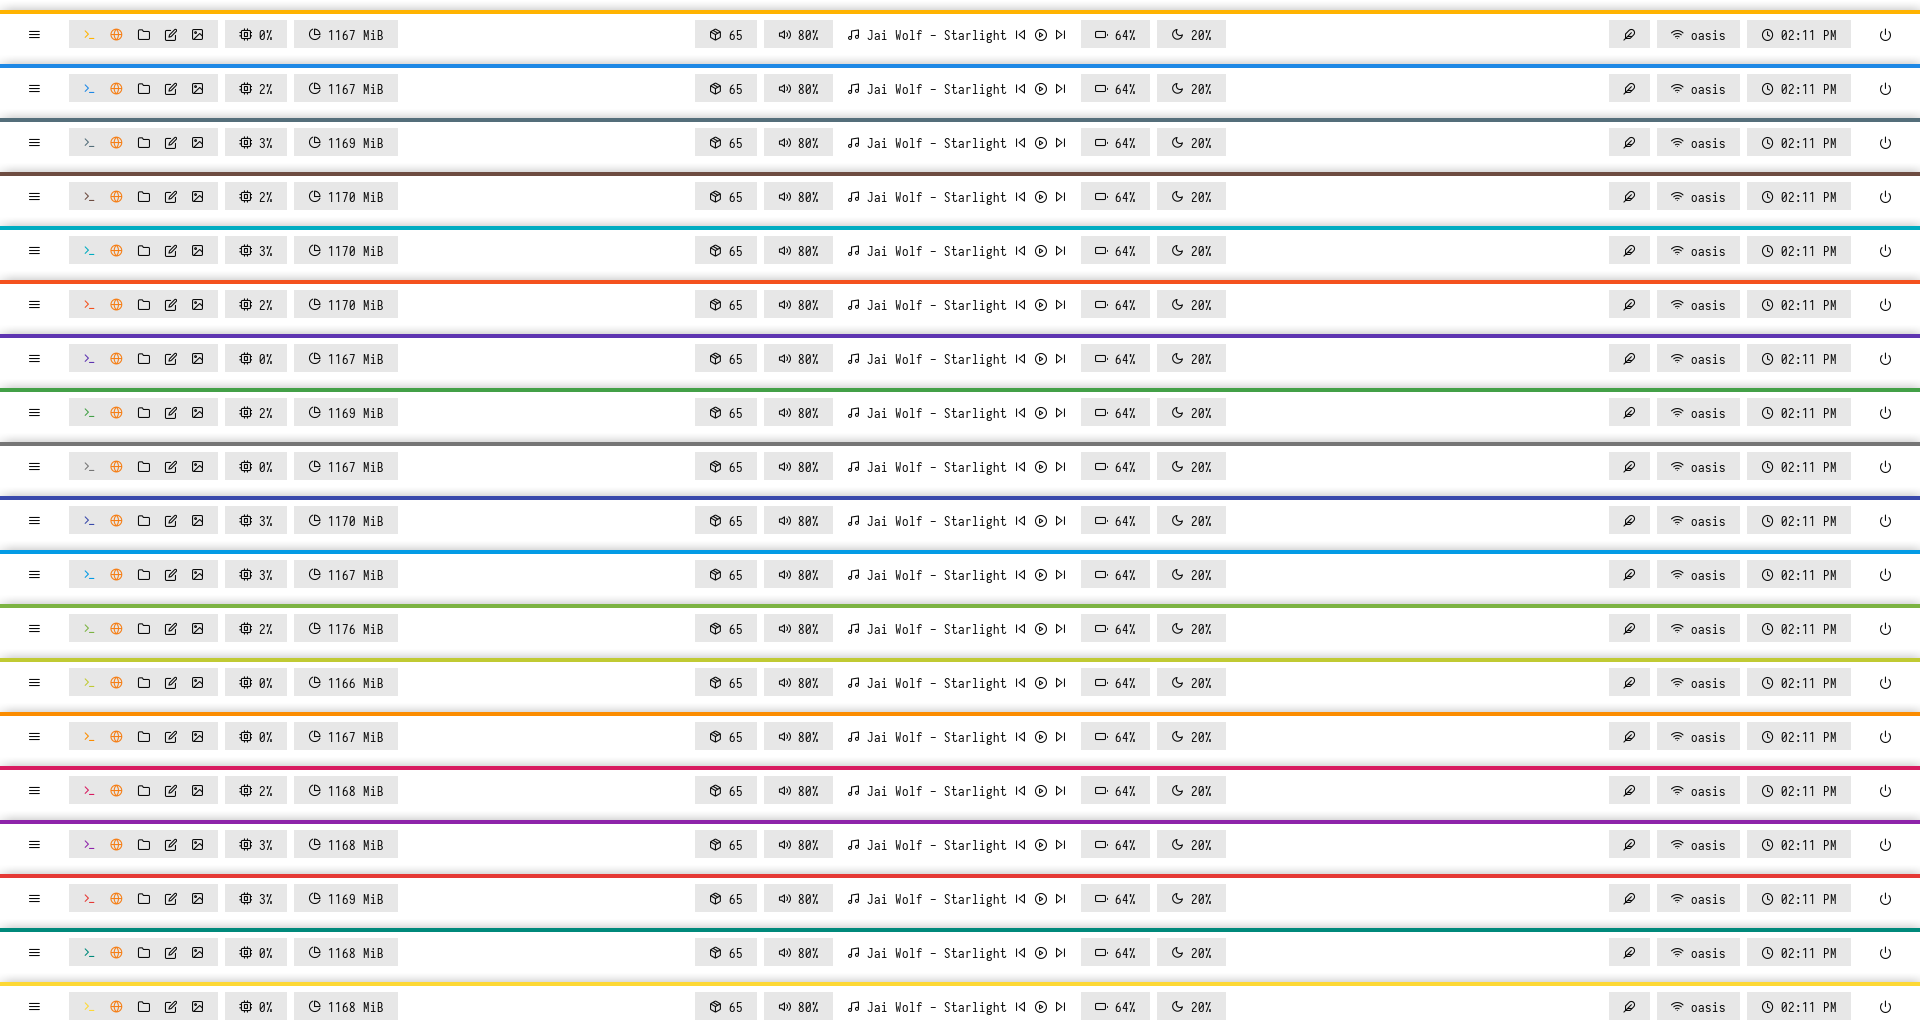 0% 1167 MiB 65 80% Jai Wolf - Starlight 64% 20% oasis 02:11 PM
2% 1167 MiB 65 80% Jai Wolf - Starlight 64% 20% oasis 02:11 PM
3% 1169 MiB 65 80% Jai Wolf - Starlight 64% 20% oasis 02:11 PM
2% 1170 MiB 65 80% Jai Wolf - Starlight 64% 20% oasis 02:11 PM
3% 1170 MiB 65 80% Jai Wolf - Starlight 64% 20% oasis 02:11 PM
2% 1170 MiB 65 80% Jai Wolf - Starlight 64% 20% oasis 02:11 PM
0% 1167 MiB 65 80% Jai Wolf - Starlight 64% 20% oasis 02:11 PM
2% 1169 MiB 65 80% Jai Wolf - Starlight 64% 20% oasis 02:11 PM
0% 1167 MiB 65 80% Jai Wolf - Starlight 64% 20% oasis 02:11 PM
3% 1170 MiB 65 80% Jai Wolf - Starlight 64% 20% oasis 02:11 PM
3% 1167 MiB 65 80% Jai Wolf - Starlight 64% 20% oasis 02:11 PM
2% 1176 MiB 65 80% Jai Wolf - Starlight 64% 20% oasis 02:11 PM
0% 1166 MiB 65 80% Jai Wolf - Starlight 64% 20% oasis 02:11 PM
0% 1167 MiB 65 80% Jai Wolf - Starlight 64% 20% oasis 02:11 PM
2% 1168 MiB 65 80% Jai Wolf - Starlight 64% 20% oasis 02:11 PM
3% 1168 MiB 65 80% Jai Wolf - Starlight 64% 20% oasis 02:11 PM
3% 1169 MiB 65 80% Jai Wolf - Starlight 64% 20% oasis 02:11 PM
0% 1168 MiB 65 80% Jai Wolf - Starlight 64% 20% oasis 02:11 PM
0% 1168 MiB 65 80% Jai Wolf - Starlight 64% 20% oasis 02:11 PM